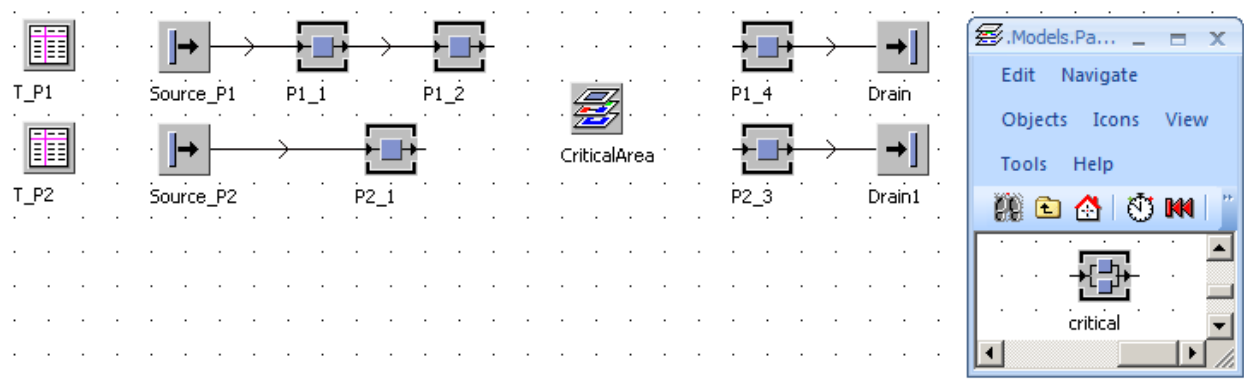 T_P1
Source_P1
P1_1
P1_2
CriticalArea
P1_4
Drain
T_P2
Source_P2
P2_1
P2_3
Drain1
.Models.Pa...
Edit Navigate
Objects Icons View
Tools Help
critical